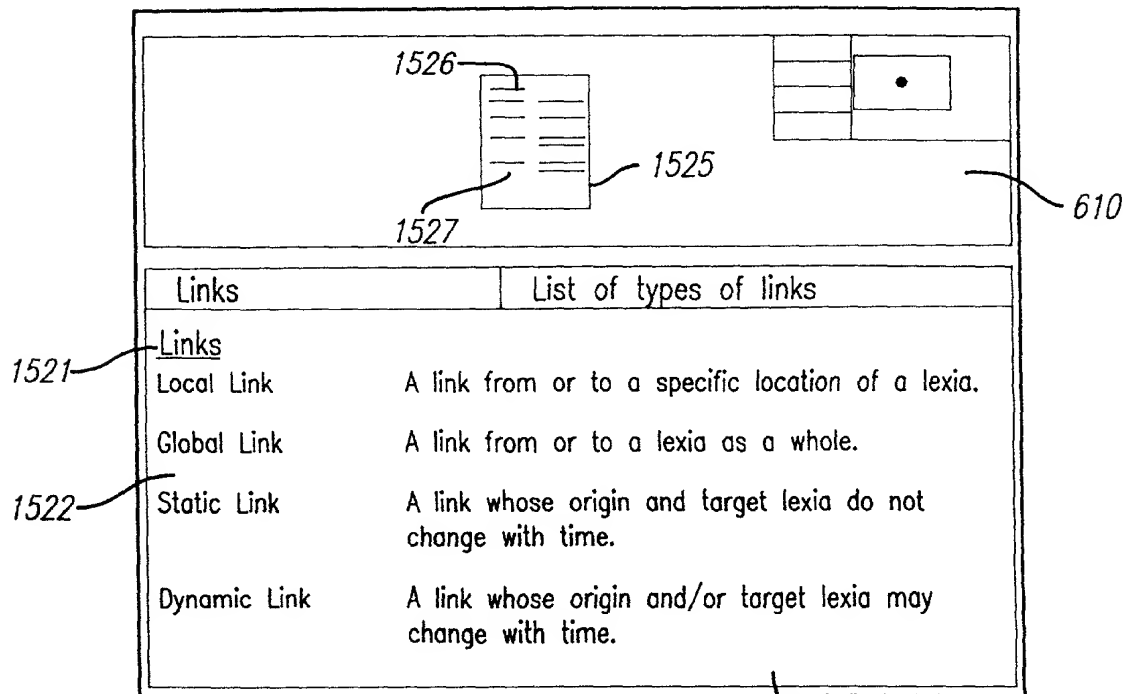 1526
1525
1527
610
Links List of types of links
1521
Links
Local Link A link from or to a specific location of a lexia.
Global Link A link from or to a lexia as a whole.
1522
Static Link A link whose origin and target lexia do not
change with time.
Dynamic Link A link whose origin and/or target lexia may
change with time.